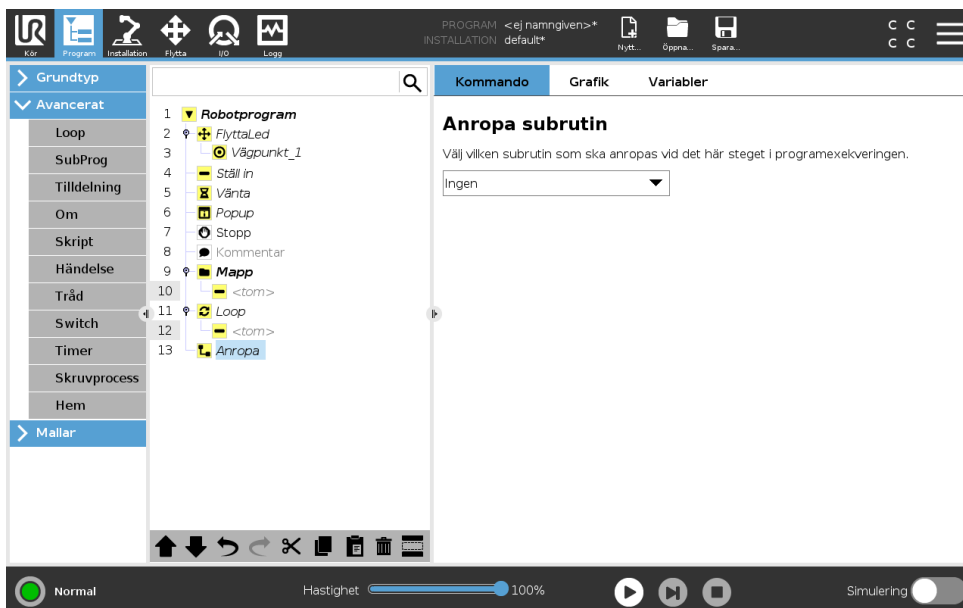 UR
Kör
Program
Installation
Flytta
I/O
Logg
PROGRAM <ej namngiven>*
INSTALLATION default*
Nytt...
Öppna...
Spara...
C C
C C
Grundtyp
Avancerat
Loop
SubProg
Tilldelning
Om
Skript
Händelse
Tråd
Switch
Timer
Skruvprocess
Hem
Mallar
1 Robotprogram
2 FlyttaLed
3 Vägpunkt_1
4 Ställ in
5 Vänta
6 Popup
7 Stopp
8 Kommentar
9 Mapp
10 <tom>
11 Loop
12 <tom>
13 Anropa
Kommando
Grafik
Variabler
Anropa subrutin
Välj vilken subrutin som ska anropas vid det här steget i programexekveringen.
Ingen
Normal
Hastighet
100%
Simulering